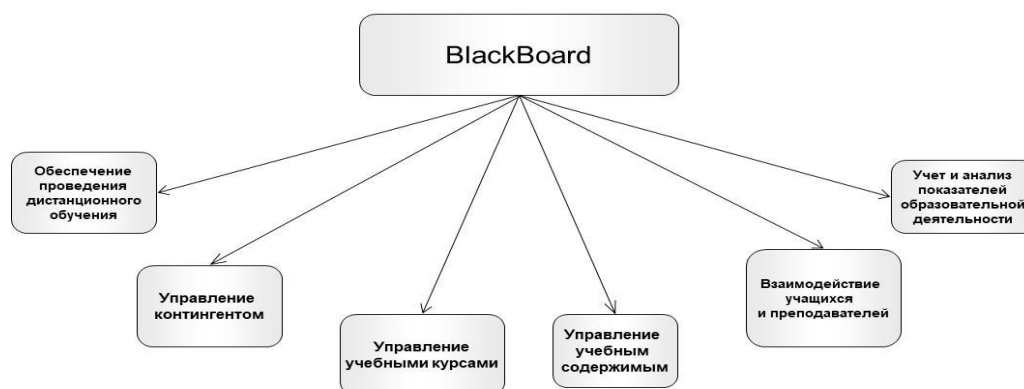 BlackBoard
Обеспечение
проведения
дистанционного
обучения
Управление
контингентом
Управление
учебными курсами
Управление
учебным
содержимым
Взаимодействие
учащихся
и преподавателей
Учет и анализ
показателей
образовательной
деятельности